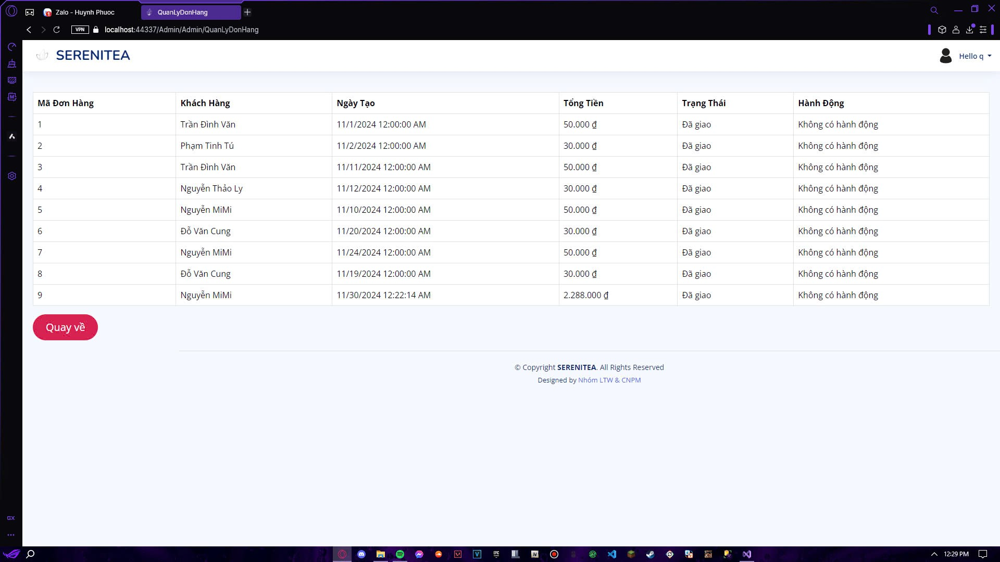 Zalo - Huynh Phuoc
QuanLyDonHang
VPN
localhost:44337/Admin/Admin/QuanLyDonHang
SERENITEA
Hello q
Mã Đơn Hàng Khách Hàng Ngày Tạo Tổng Tiền Trạng Thái Hành Động
1 Trần Đình Văn 11/1/2024 12:00:00 AM 50.000 ₫ Đã giao Không có hành động
2 Phạm Tinh Tú 11/2/2024 12:00:00 AM 30.000 ₫ Đã giao Không có hành động
3 Trần Đình Văn 11/11/2024 12:00:00 AM 50.000 ₫ Đã giao Không có hành động
4 Nguyễn Thảo Ly 11/12/2024 12:00:00 AM 30.000 ₫ Đã giao Không có hành động
5 Nguyễn MiMi 11/10/2024 12:00:00 AM 50.000 ₫ Đã giao Không có hành động
6 Đỗ Văn Cung 11/20/2024 12:00:00 AM 30.000 ₫ Đã giao Không có hành động
7 Nguyễn MiMi 11/24/2024 12:00:00 AM 50.000 ₫ Đã giao Không có hành động
8 Đỗ Văn Cung 11/19/2024 12:00:00 AM 30.000 ₫ Đã giao Không có hành động
9 Nguyễn MiMi 11/30/2024 12:22:14 AM 2.288.000 ₫ Đã giao Không có hành động
Quay về
© Copyright SERENITEA. All Rights Reserved
Designed by Nhóm LTW & CNPM
GX
12:29 PM